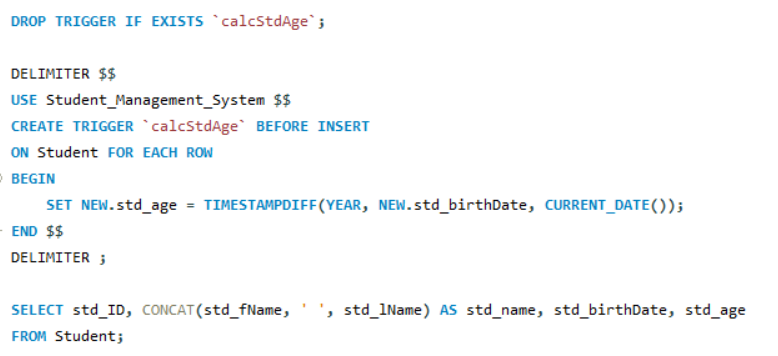 DROP TRIGGER IF EXISTS `calcStdAge`;
DELIMITER $$
USE Student_Management_System $$
CREATE TRIGGER `calcStdAge` BEFORE INSERT
ON Student FOR EACH ROW
BEGIN
SET NEW.std_age = TIMESTAMPDIFF(YEAR, NEW.std_birthDate, CURRENT_DATE());
END $$
DELIMITER ;
SELECT std_ID, CONCAT(std_fName, ' ', std_lName) AS std_name, std_birthDate, std_age
FROM Student;